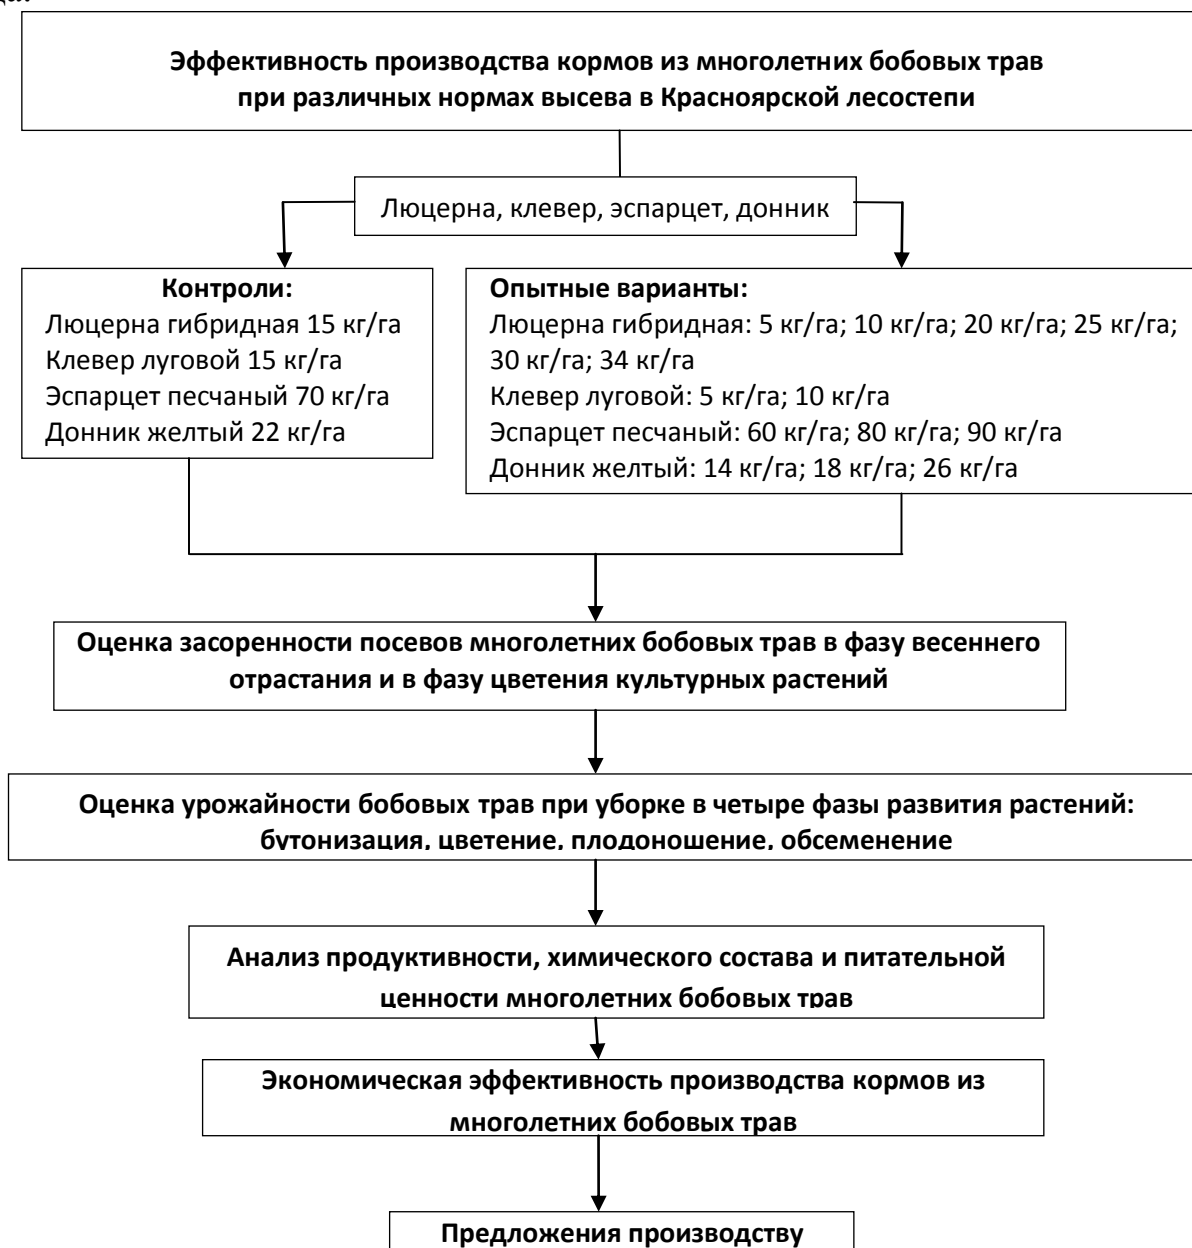 Эффективность производства кормов из многолетних бобовых трав
при различных нормах высева в Красноярской лесостепи
Люцерна, клевер, эспарцет, донник
Контроли:
Люцерна гибридная 15 кг/га
Клевер луговой 15 кг/га
Эспарцет песчаный 70 кг/га
Донник желтый 22 кг/га
Опытные варианты:
Люцерна гибридная: 5 кг/га; 10 кг/га; 20 кг/га; 25 кг/га;
30 кг/га; 34 кг/га
Клевер луговой: 5 кг/га; 10 кг/га
Эспарцет песчаный: 60 кг/га; 80 кг/га; 90 кг/га
Донник желтый: 14 кг/га; 18 кг/га; 26 кг/га
Оценка засоренности посевов многолетних бобовых трав в фазу весеннего
отрастания и в фазу цветения культурных растений
Оценка урожайности бобовых трав при уборке в четыре фазы развития растений:
бутонизация, цветение, плодоношение, обсеменение
Анализ продуктивности, химического состава и питательной
ценности многолетних бобовых трав
Экономическая эффективность производства кормов из
многолетних бобовых трав
Предложения производству